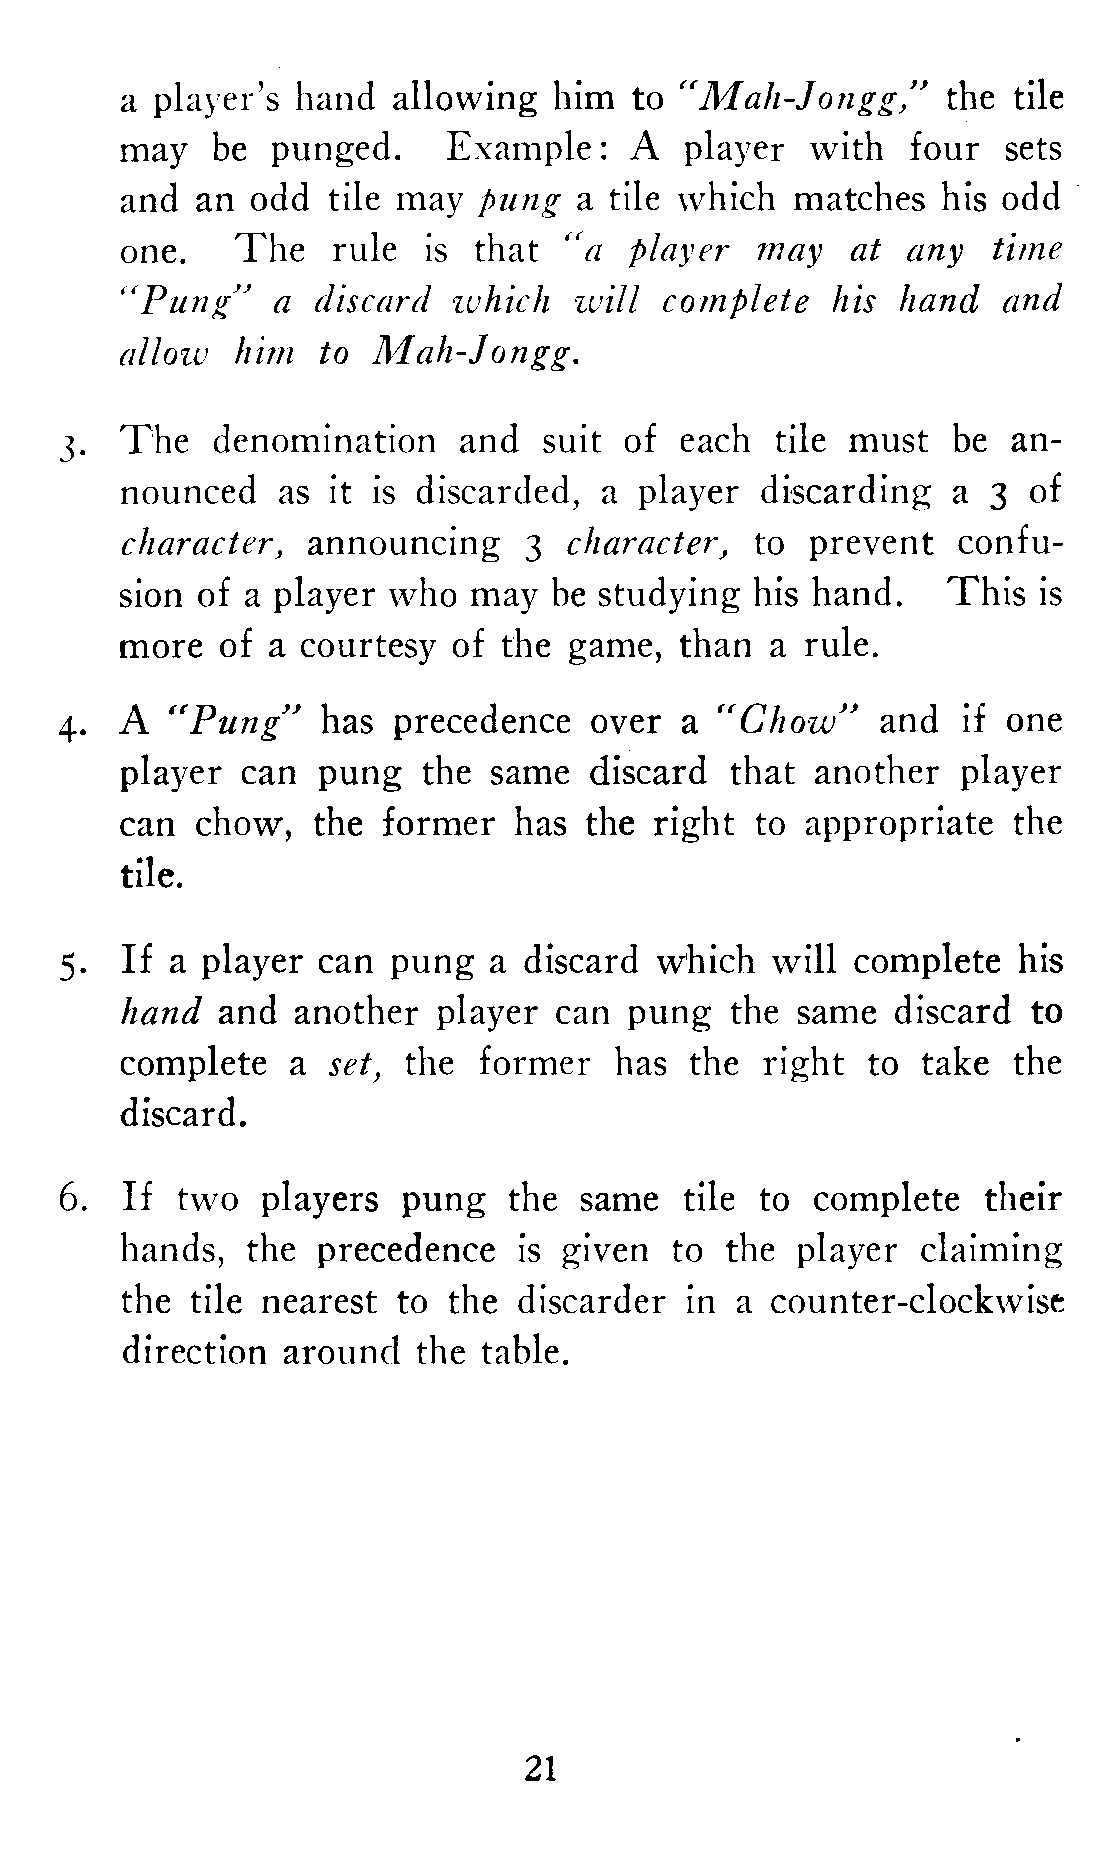 a player's hand allowing him to "Mah-Jongg," the tile
may be punged. Example: A player with four sets
and an odd tile may pung a tile which matches his odd
one. The rule is that "a player may at any time
"Pung" a discard which will complete his hand and
allow him to Mah-Jongg.
3. The denomination and suit of each tile must be an-
nounced as it is discarded, a player discarding a 3 of
character, announcing 3 character, to prevent confu-
sion of a player who may be studying his hand. This is
more of a courtesy of the game, than a rule.
4. A "Pung" has precedence over a "Chow" and if one
player can pung the same discard that another player
can chow, the former has the right to appropriate the
tile.
5. If a player can pung a discard which will complete his
hand and another player can pung the same discard to
complete a set, the former has the right to take the
discard.
6. If two players pung the same tile to complete their
hands, the precedence is given to the player claiming
the tile nearest to the discarder in a counter-clockwise
direction around the table.
21